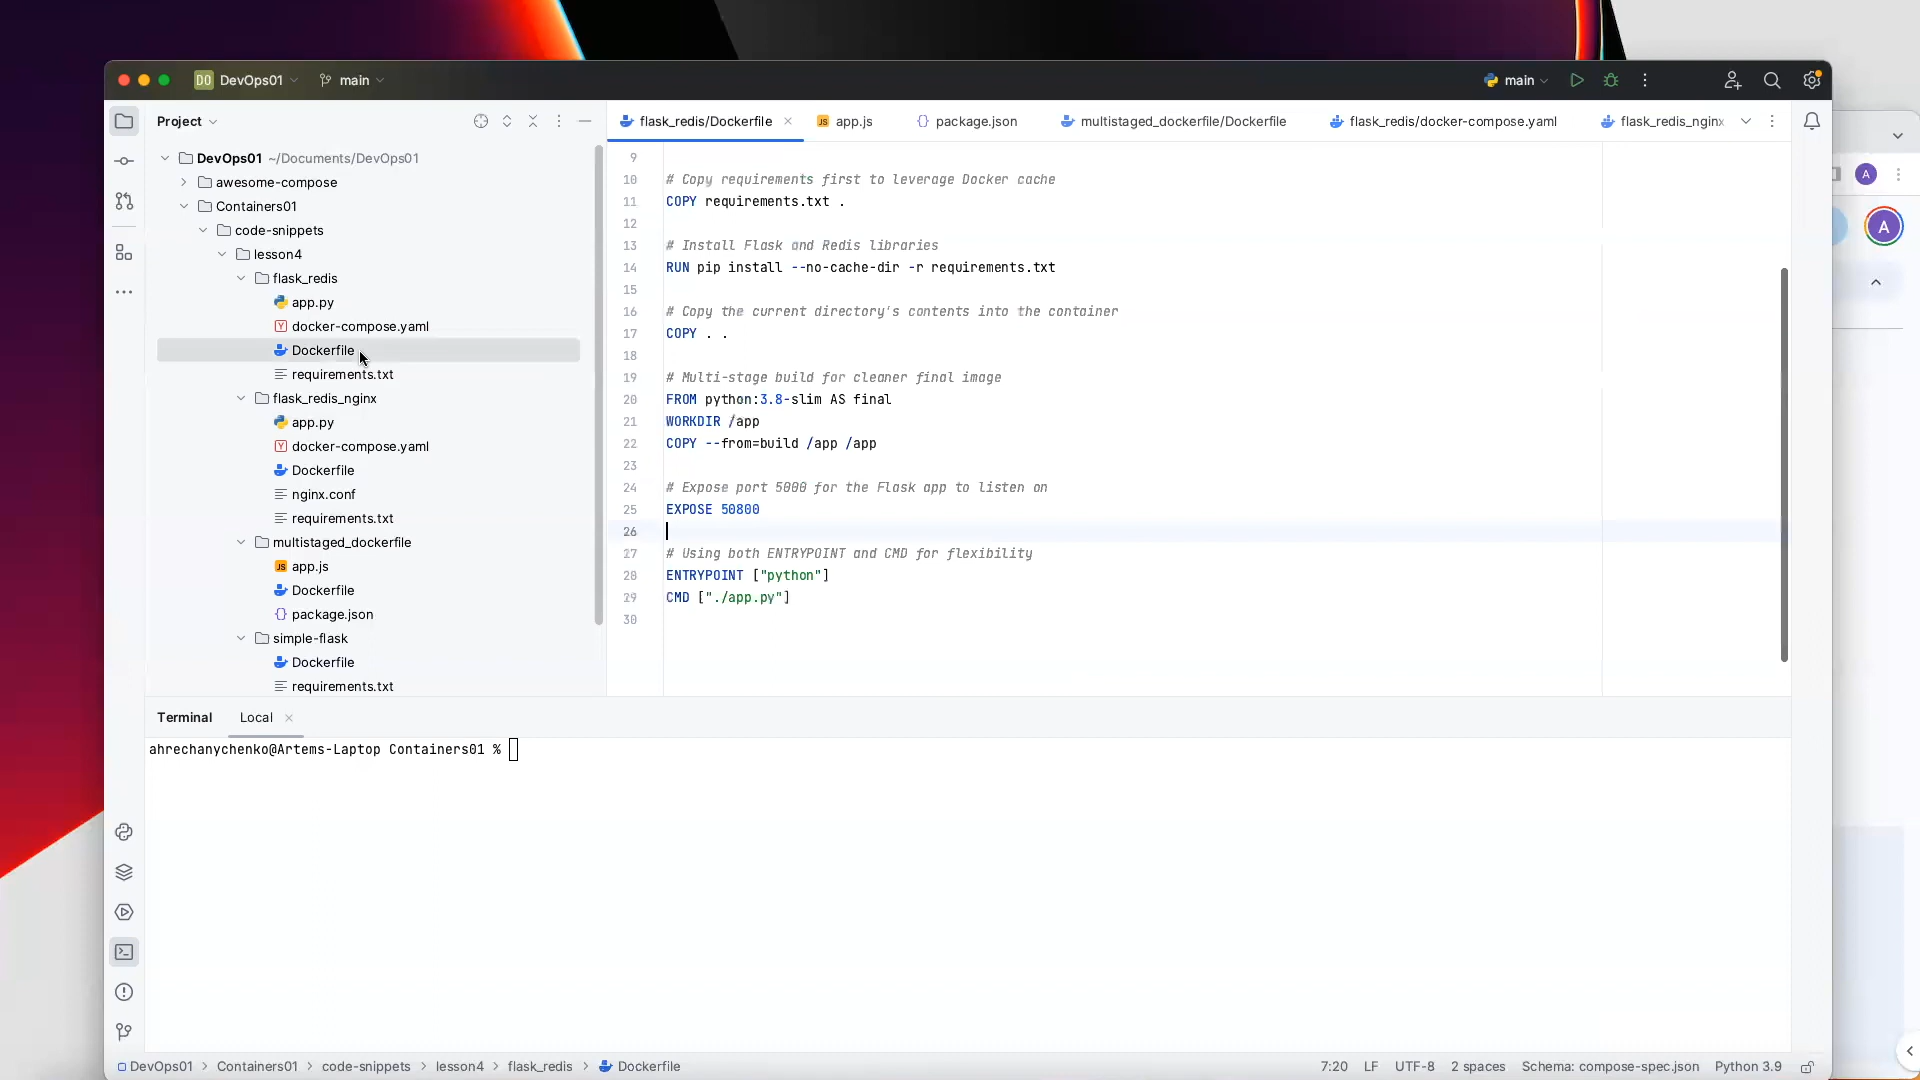 DO DevOps01 main main
Project
flask_redis/Dockerfile app.js package.json multistaged_dockerfile/Dockerfile flask_redis/docker-compose.yaml flask_redis_nginx
DevOps01 ~/Documents/DevOps01
awesome-compose
Containers01
code-snippets
lesson4
flask_redis
app.py
docker-compose.yaml
Dockerfile
requirements.txt
flask_redis_nginx
app.py
docker-compose.yaml
Dockerfile
nginx.conf
requirements.txt
multistaged_dockerfile
JS app.js
Dockerfile
package.json
simple-flask
Dockerfile
requirements.txt
9
10 # Copy requirements first to leverage Docker cache
11 COPY requirements.txt .
12
13 # Install Flask and Redis libraries
14 RUN pip install --no-cache-dir -r requirements.txt
15
16 # Copy the current directory's contents into the container
17 COPY . .
18
19 # Multi-stage build for cleaner final image
20 FROM python:3.8-slim AS final
21 WORKDIR /app
22 COPY --from=build /app /app
23
24 # Expose port 5000 for the Flask app to listen on
25 EXPOSE 50800
26
27 # Using both ENTRYPOINT and CMD for flexibility
28 ENTRYPOINT ["python"]
29 CMD ["./app.py"]
30
Terminal Local
ahrechanychenko@Artems-Laptop Containers01 %
DevOps01 > Containers01 > code-snippets > lesson4 > flask_redis > Dockerfile
7:20 LF UTF-8 2 spaces Schema: compose-spec.json Python 3.9
A
A